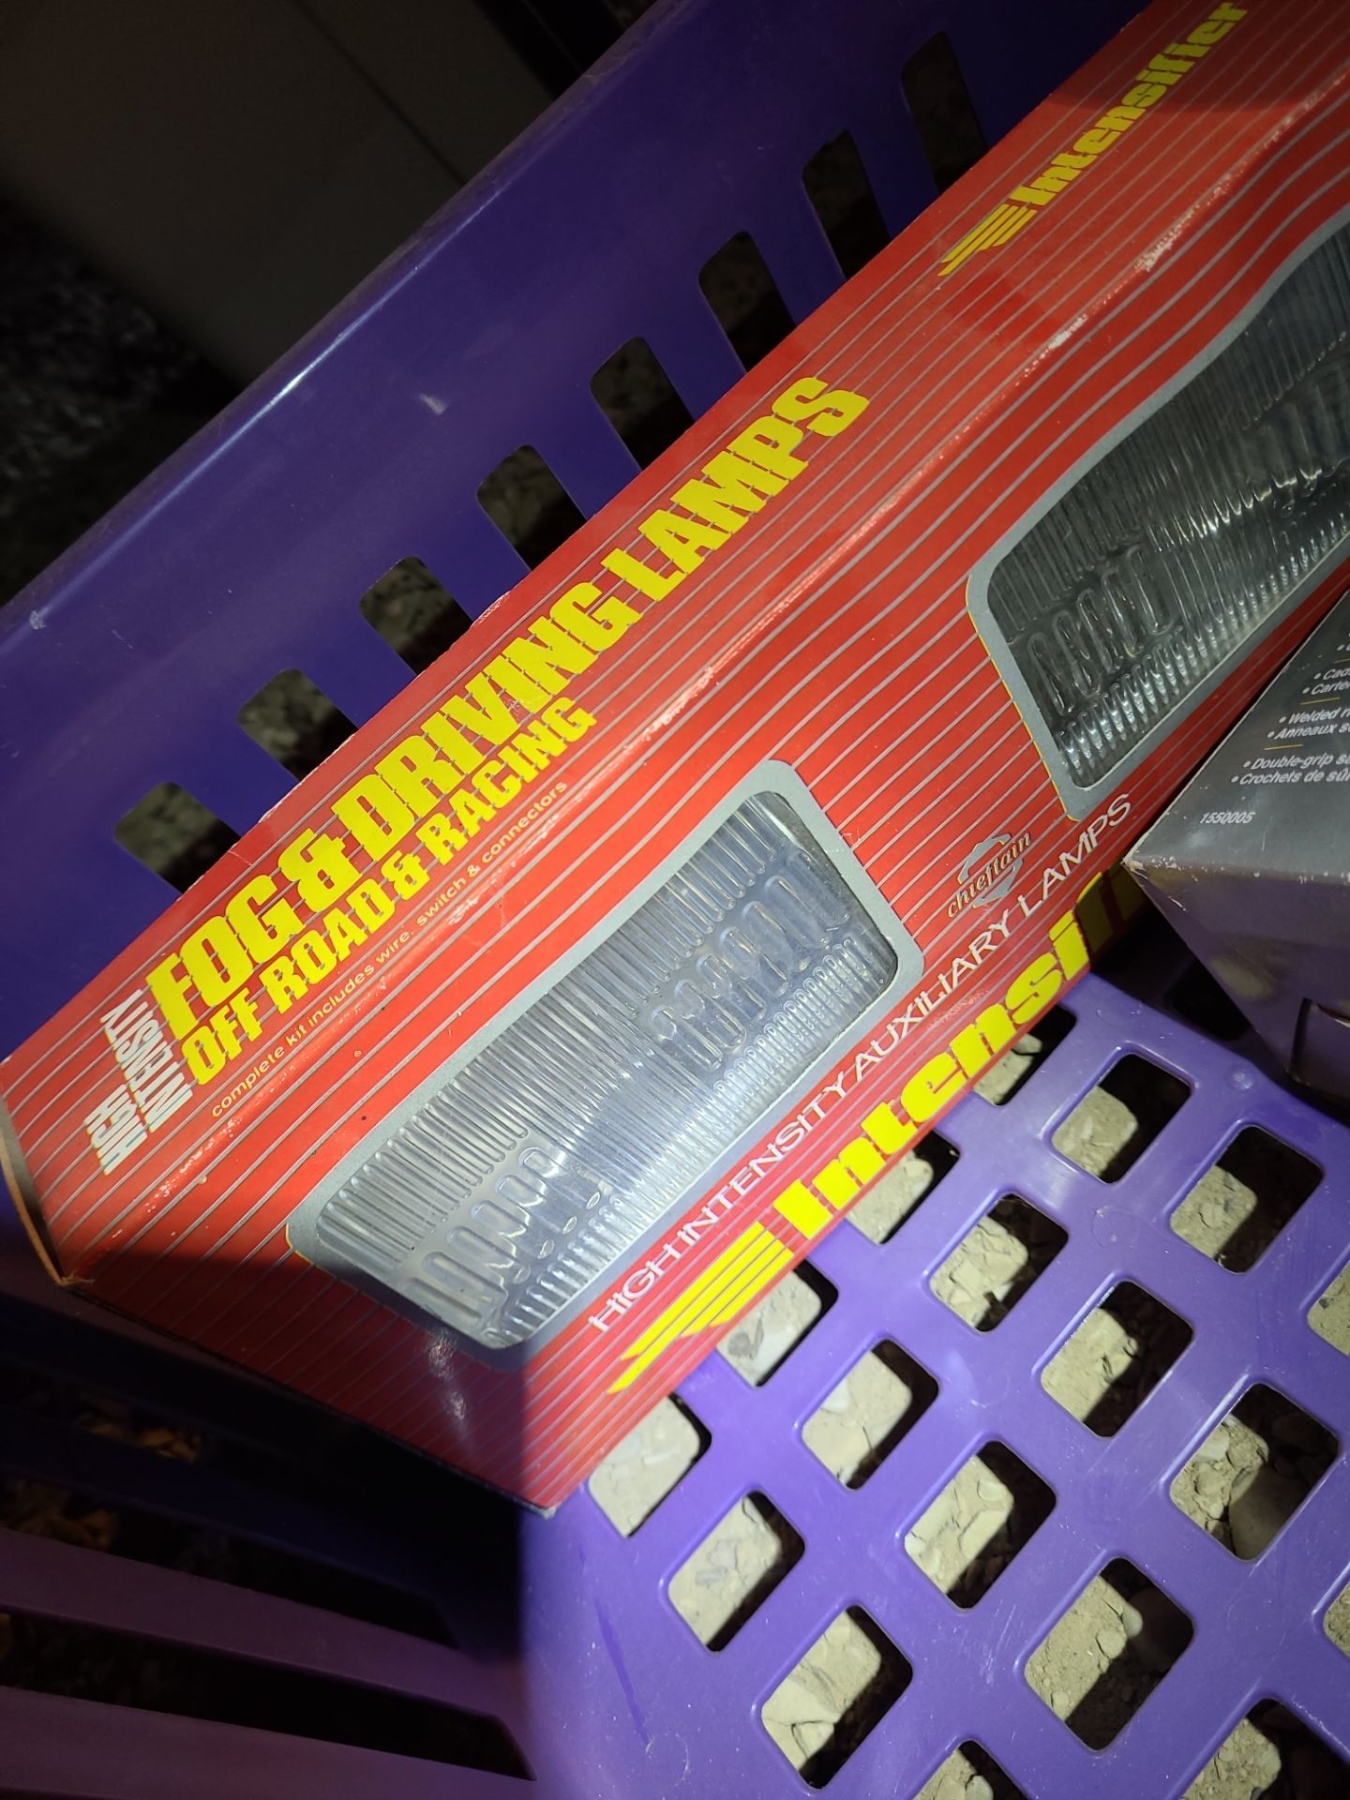 Intensifier
HIGH
INTENSITY
FOG & DRIVING LAMPS
OFF ROAD & RACING
complete kit includes wire, switch & connectors
chieftain
HIGH INTENSITY AUXILIARY LAMPS
Intensi
• Welded
• Anneaux
• Double-grip
• Crochets de
155000S